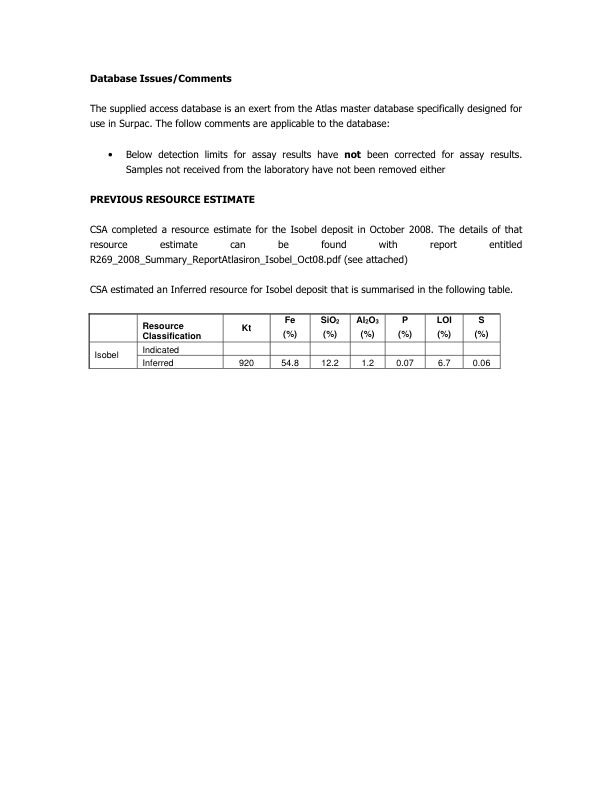 Database Issues/Comments
The supplied access database is an exert from the Atlas master database specifically designed for
use in Surpac. The follow comments are applicable to the database:
• Below detection limits for assay results have not been corrected for assay results.
Samples not received from the laboratory have not been removed either
PREVIOUS RESOURCE ESTIMATE
CSA completed a resource estimate for the Isobel deposit in October 2008. The details of that
resource estimate can be found with report entitled
R269_2008_Summary_ReportAtlasiron_Isobel_Oct08.pdf (see attached)
CSA estimated an Inferred resource for Isobel deposit that is summarised in the following table.
Resource Classification Kt Fe (%) SiO₂ (%) Al₂O₃ (%) P (%) LOI (%) S (%)
Isobel Indicated
Inferred 920 54.8 12.2 1.2 0.07 6.7 0.06